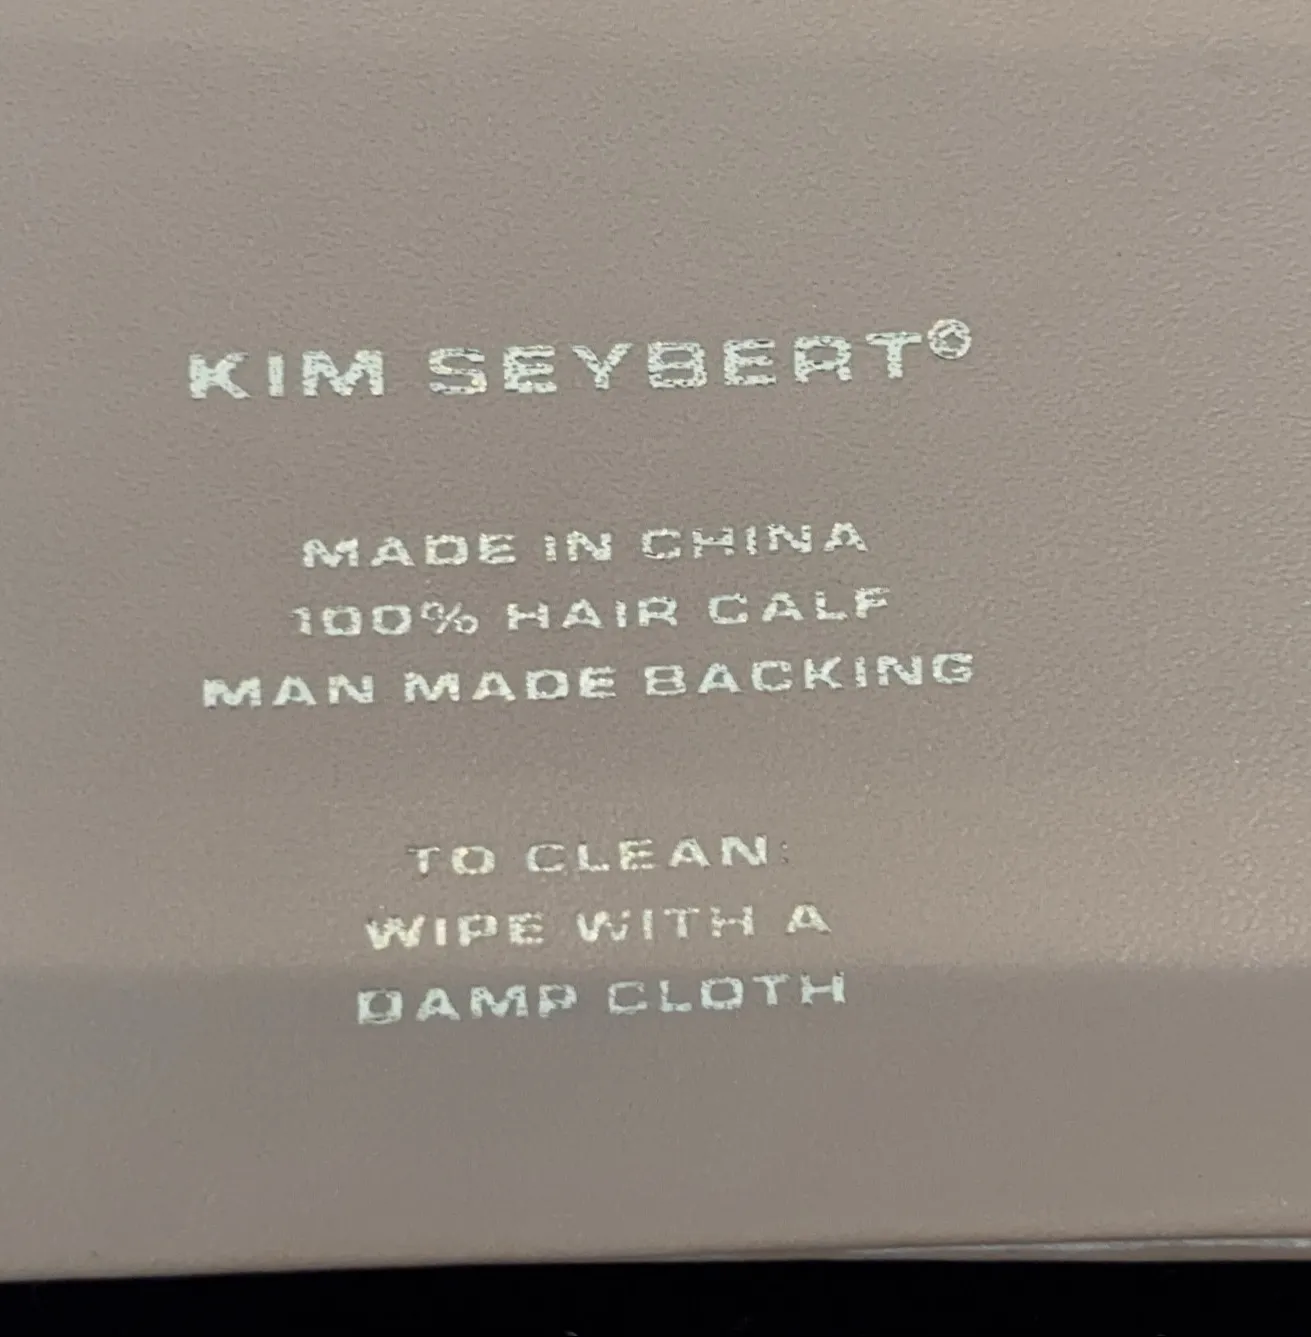 KIM SEYBERT®
MADE IN CHINA
100% HAIR CALF
MAN MADE BACKING
TO CLEAN:
WIPE WITH A
DAMP CLOTH